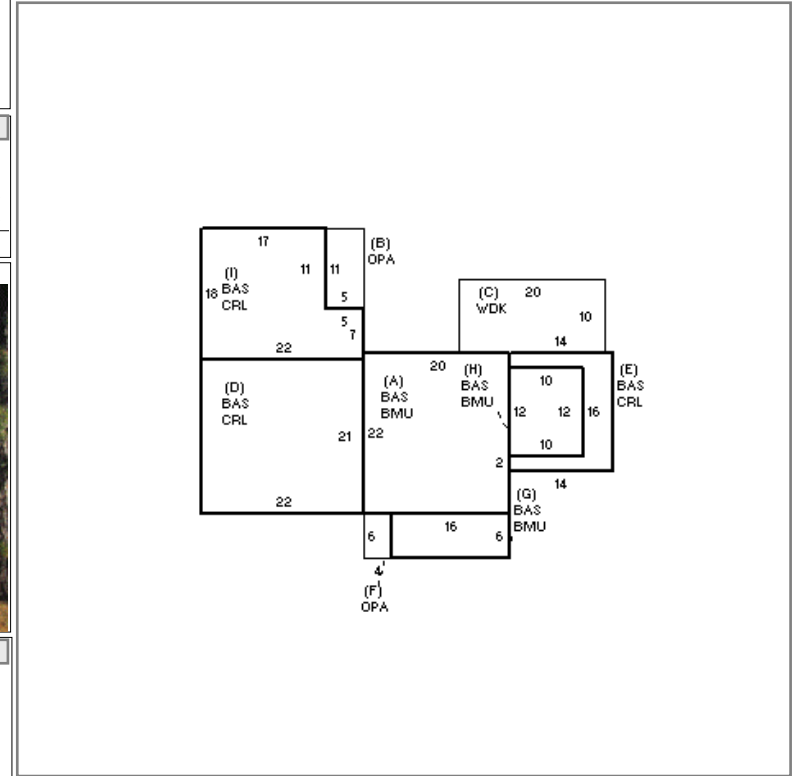 17
(B)
OPA
11
11
(I)
BAS
CRL
18
5
5
7
22
(C)
WDK
20
10
14
20
(H)
BAS
BMU
(E)
BAS
CRL
(A)
BAS
BMU
(D)
BAS
CRL
10
12
12
16
21
22
10
2
14
(G)
BAS
BMU
22
6
16
6
4
(F)
OPA